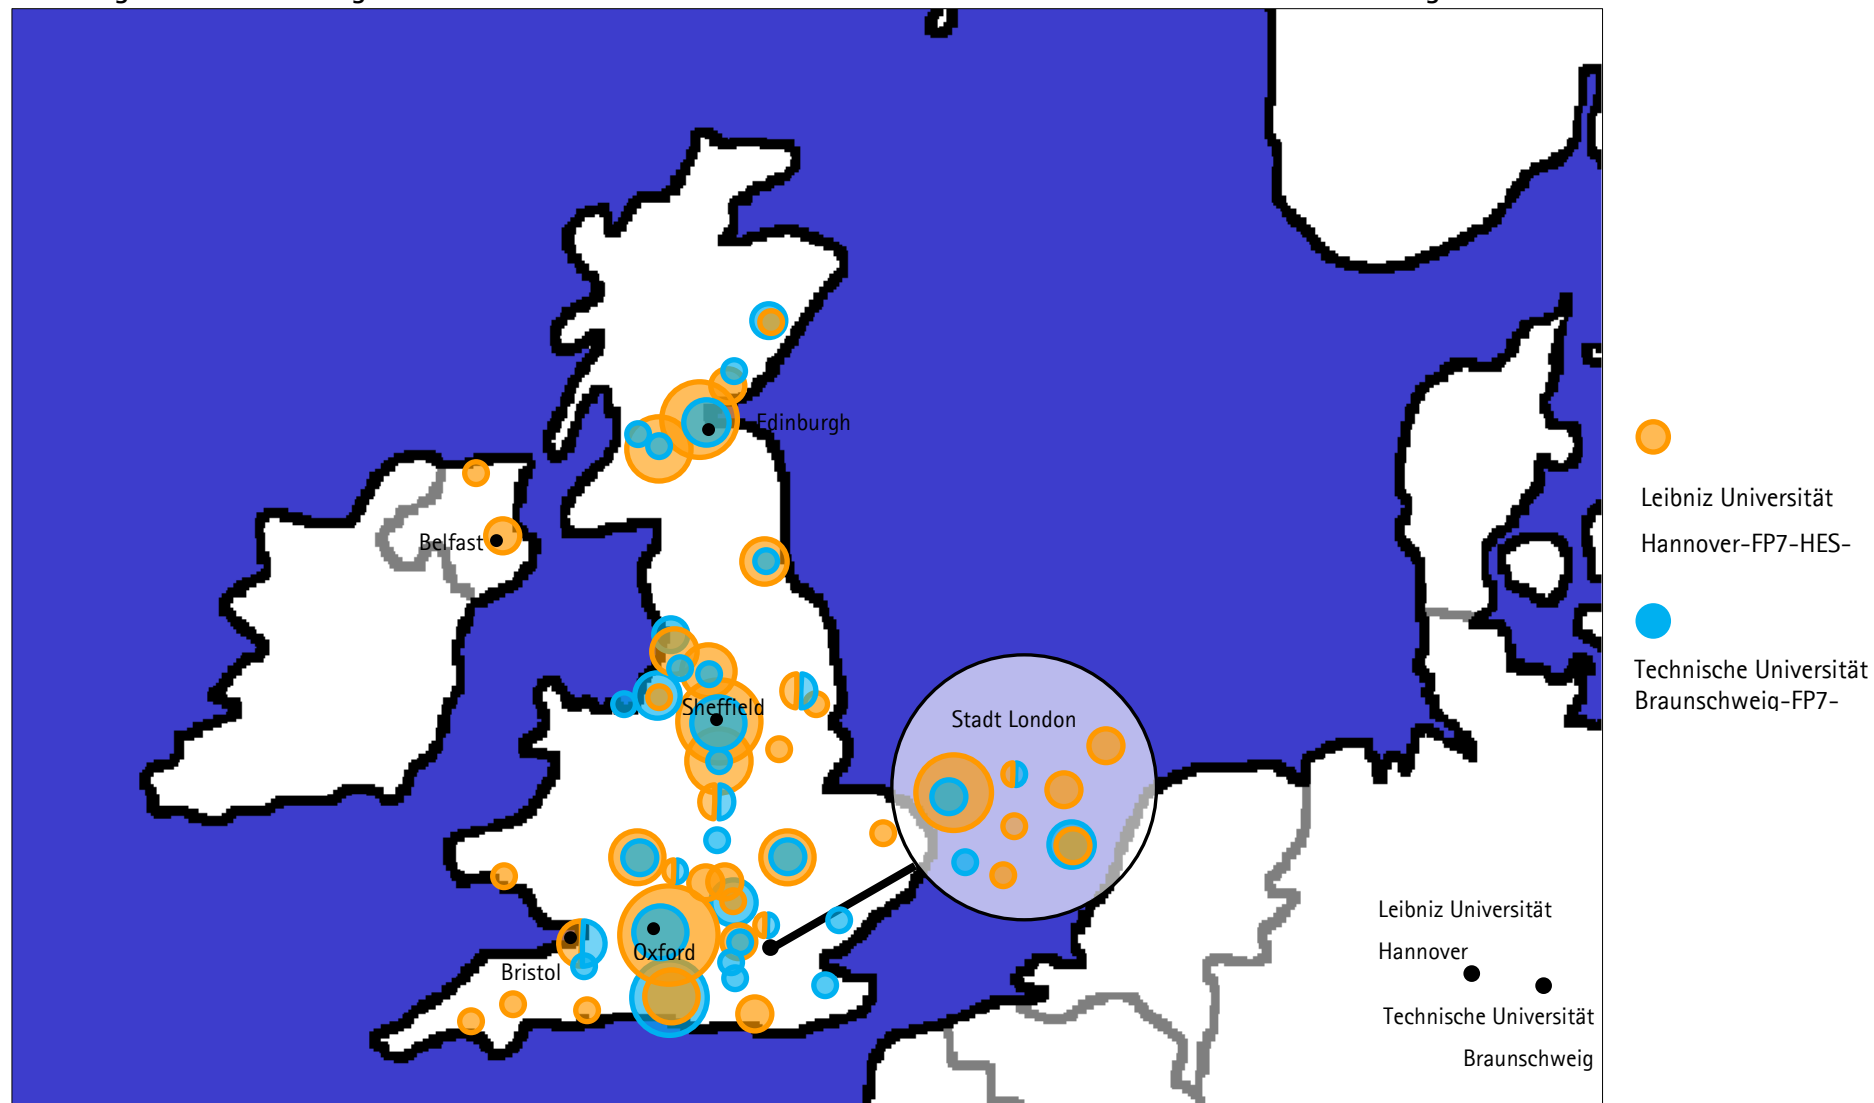 Edinburgh
Belfast
Sheffield
Stadt London
Oxford
Bristol
Leibniz Universität
Hannover
Technische Universität
Braunschweig
Leibniz Universität
Hannover-FP7-HES-
Technische Universität
Braunschweig-FP7-